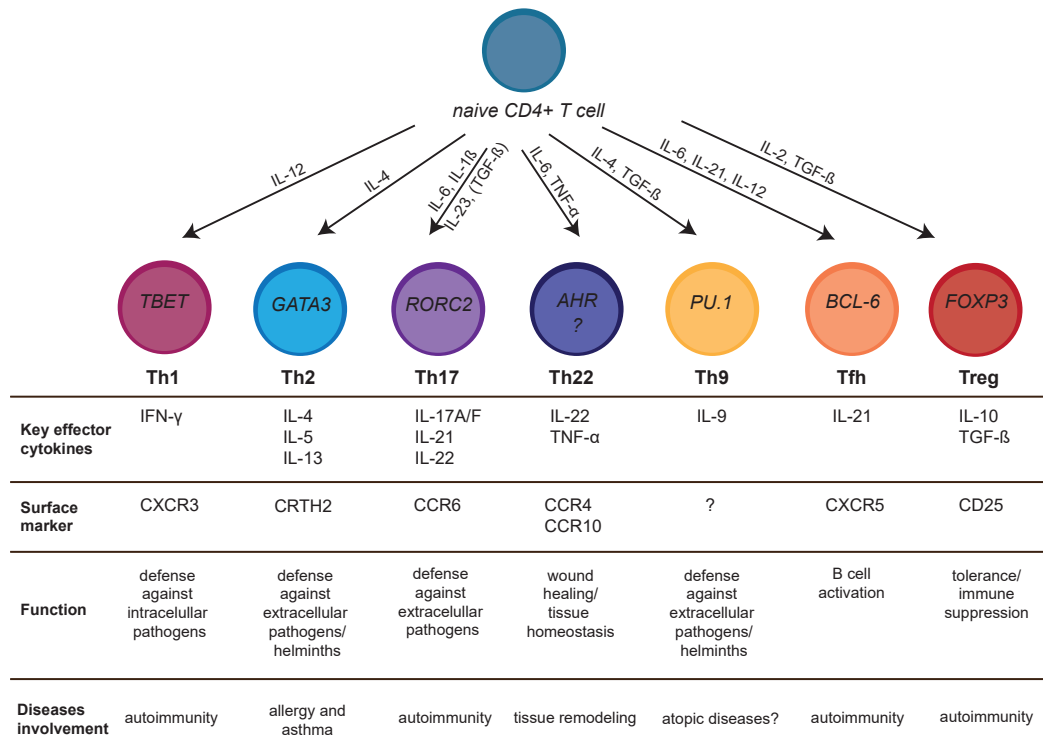 naive CD4+ T cell
IL-12
IL-4
IL-6, IL-1ß
IL-23, (TGF-ß)
IL-6, TNF-α
IL-4, TGF-ß
IL-6, IL-21, IL-12
IL-2, TGF-ß
TBET
GATA3
RORC2
AHR
?
PU.1
BCL-6
FOXP3
Th1
Th2
Th17
Th22
Th9
Tfh
Treg
Key effector
cytokines
IFN-γ
IL-4
IL-5
IL-13
IL-17A/F
IL-21
IL-22
IL-22
TNF-α
IL-9
IL-21
IL-10
TGF-ß
Surface
marker
CXCR3
CRTH2
CCR6
CCR4
CCR10
?
CXCR5
CD25
Function
defense
against
intracelullar
pathogens
defense
against
extracellular
pathogens/
helminths
defense
against
extracelullar
pathogens
wound
healing/
tissue
homeostasis
defense
against
extracellular
pathogens/
helminths
B cell
activation
tolerance/
immune
suppression
Diseases
involvement
autoimmunity
allergy and
asthma
autoimmunity
tissue remodeling
atopic diseases?
autoimmunity
autoimmunity